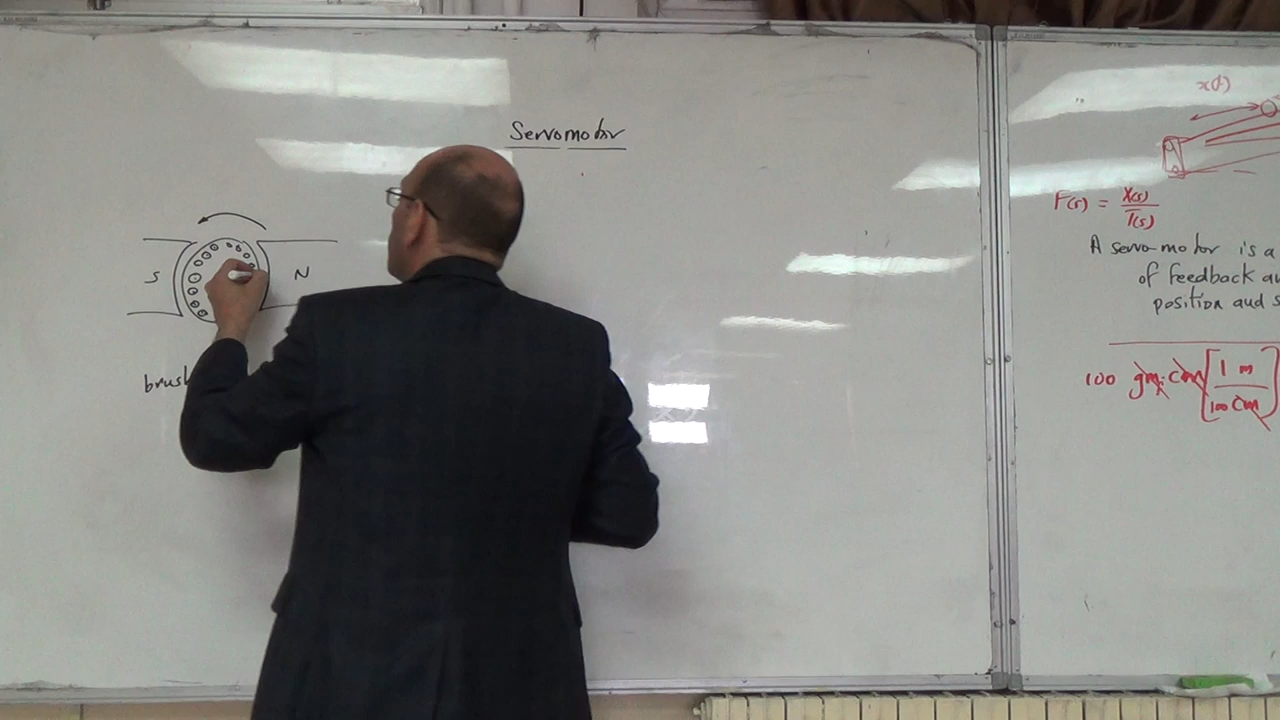 Servomotor
S
N
brush
x(t)
F(s) = X(s)/T(s)
A servo motor is a
of feedback
position and s
100 gm.cm [1 m / 100 cm]